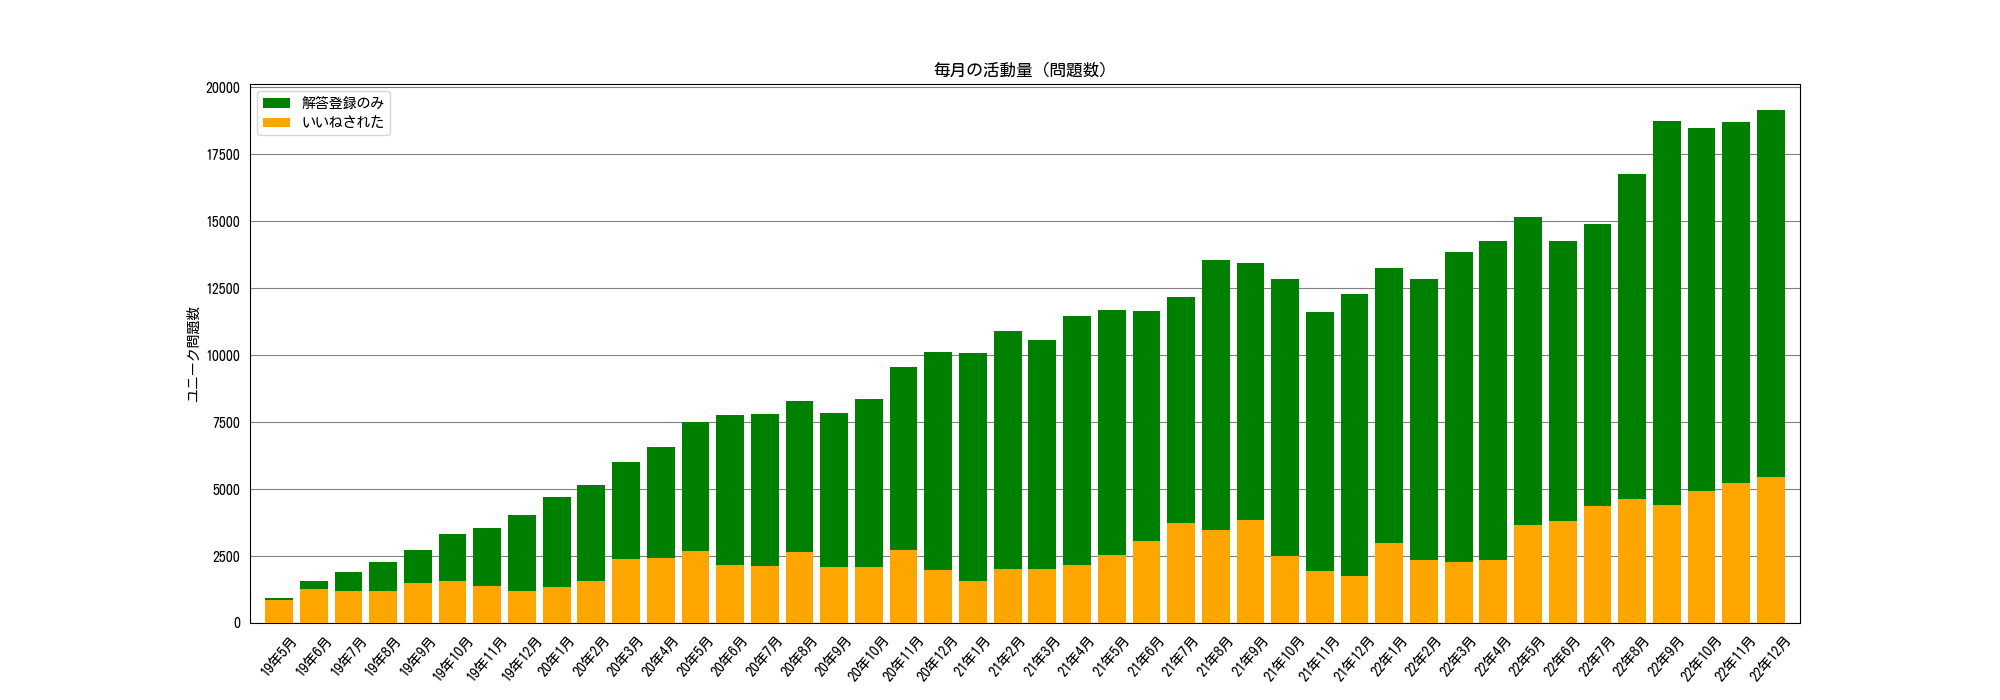 毎月の活動量（問題数）
解答登録のみ
いいねされた
ユニーク問題数
20000
17500
15000
12500
10000
7500
5000
2500
0
19年5月
19年6月
19年7月
19年8月
19年9月
19年10月
19年11月
19年12月
20年1月
20年2月
20年3月
20年4月
20年5月
20年6月
20年7月
20年8月
20年9月
20年10月
20年11月
20年12月
21年1月
21年2月
21年3月
21年4月
21年5月
21年6月
21年7月
21年8月
21年9月
21年10月
21年11月
21年12月
22年1月
22年2月
22年3月
22年4月
22年5月
22年6月
22年7月
22年8月
22年9月
22年10月
22年11月
22年12月